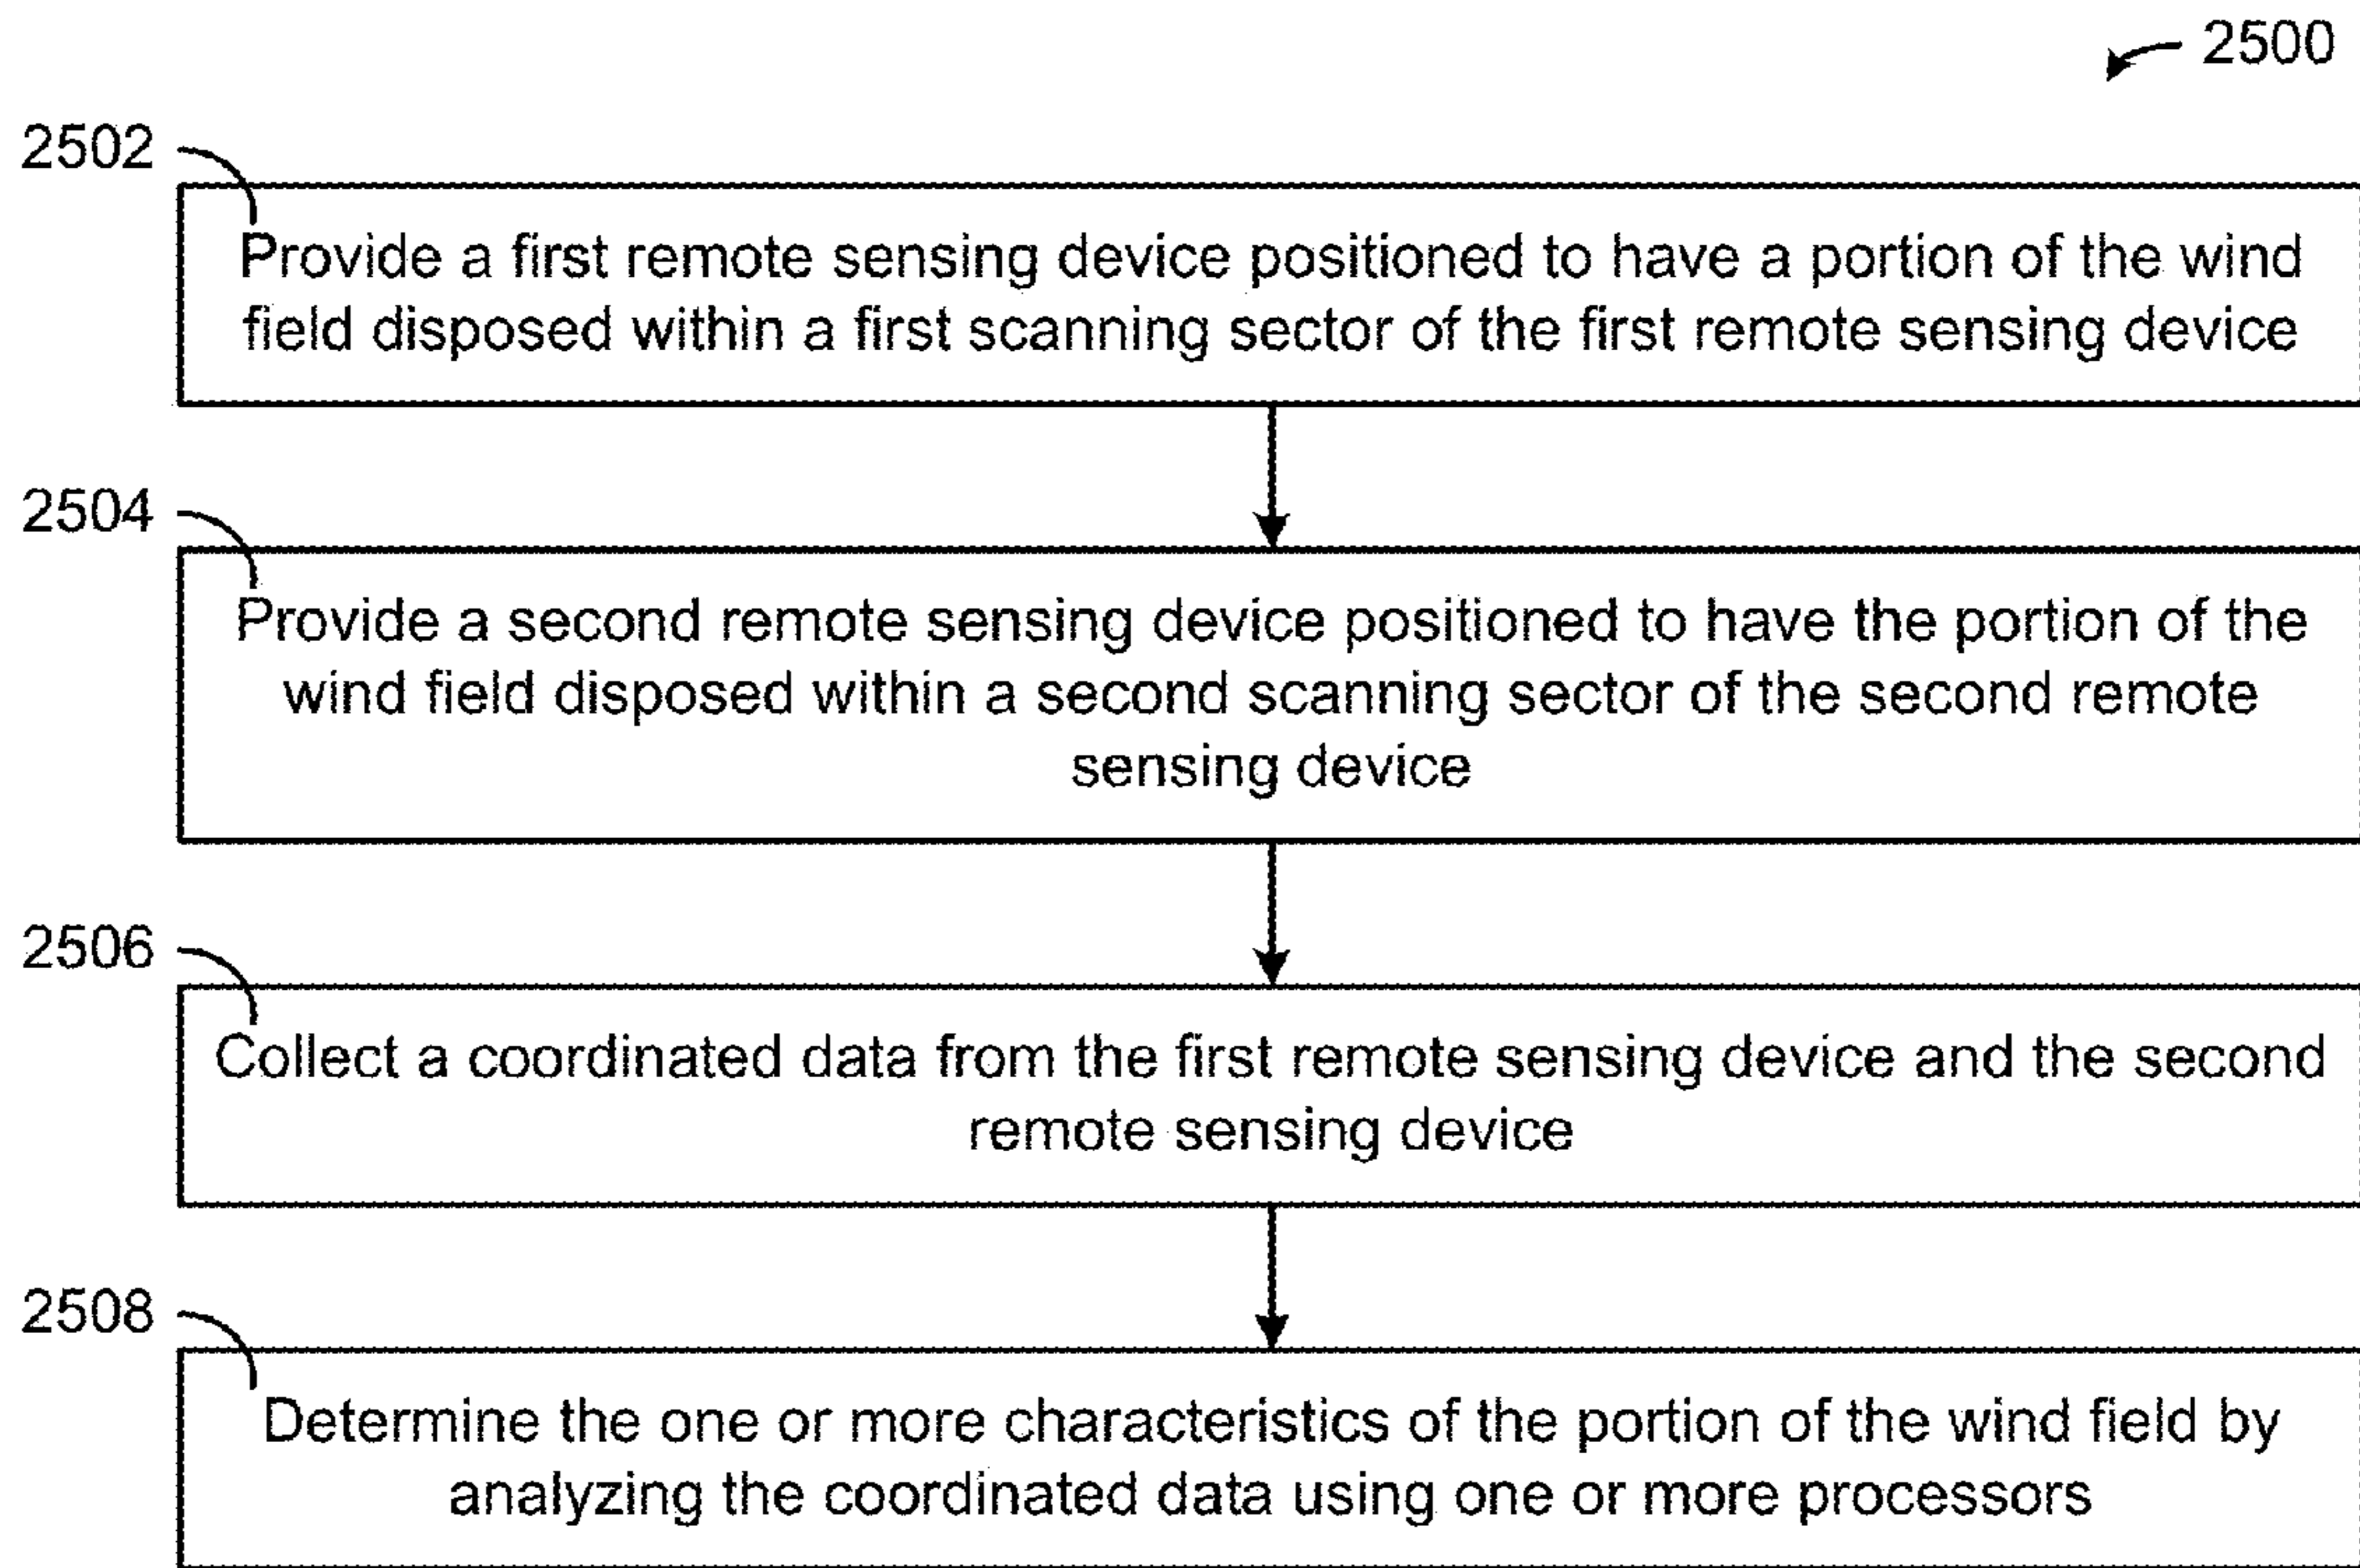 2500
2502
Provide a first remote sensing device positioned to have a portion of the wind
field disposed within a first scanning sector of the first remote sensing device
2504
Provide a second remote sensing device positioned to have the portion of the
wind field disposed within a second scanning sector of the second remote
sensing device
2506
Collect a coordinated data from the first remote sensing device and the second
remote sensing device
2508
Determine the one or more characteristics of the portion of the wind field by
analyzing the coordinated data using one or more processors